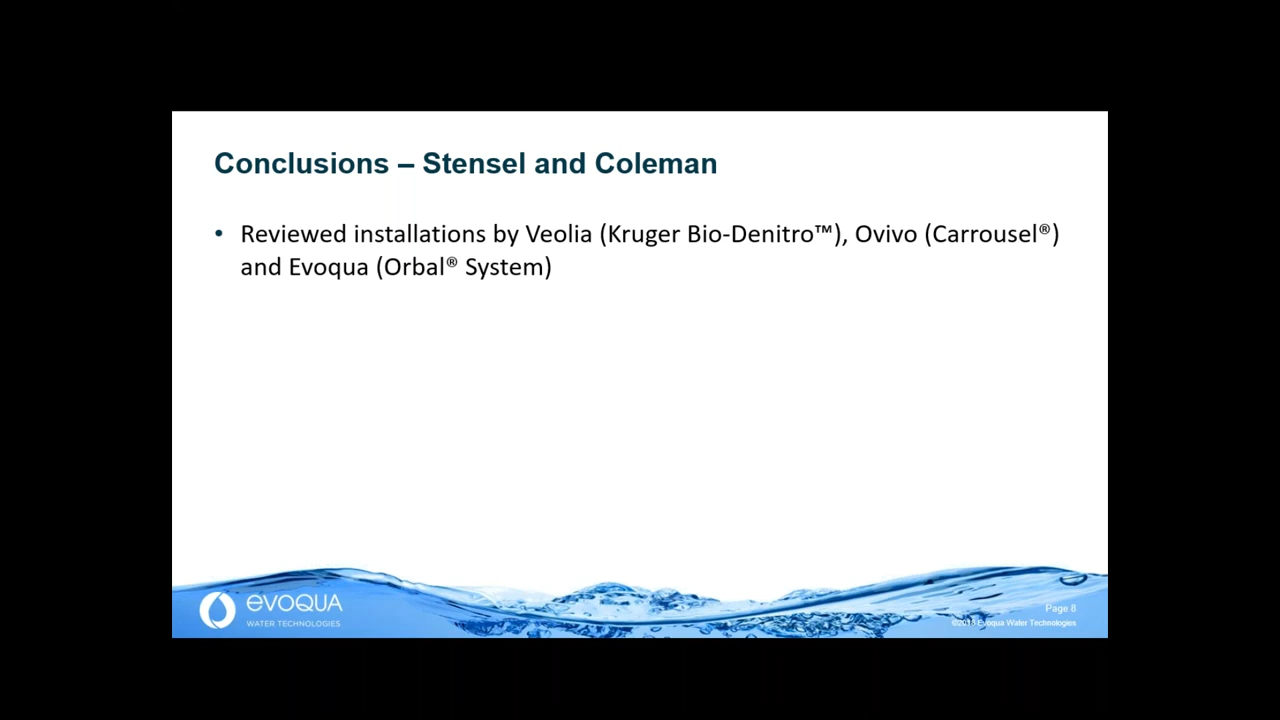 Conclusions – Stensel and Coleman
• Reviewed installations by Veolia (Kruger Bio-Denitro™), Ovivo (Carrousel®)
and Evoqua (Orbal® System)
evoqua
WATER TECHNOLOGIES
Page 8
©2018 Evoqua Water Technologies